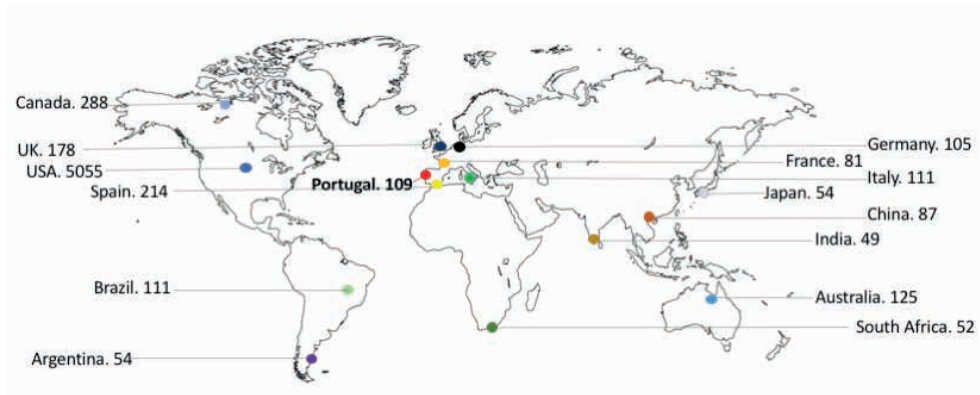 Canada. 288
UK. 178
USA. 5055
Spain. 214
Portugal. 109
Brazil. 111
Argentina. 54
Germany. 105
France. 81
Italy. 111
Japan. 54
China. 87
India. 49
Australia. 125
South Africa. 52